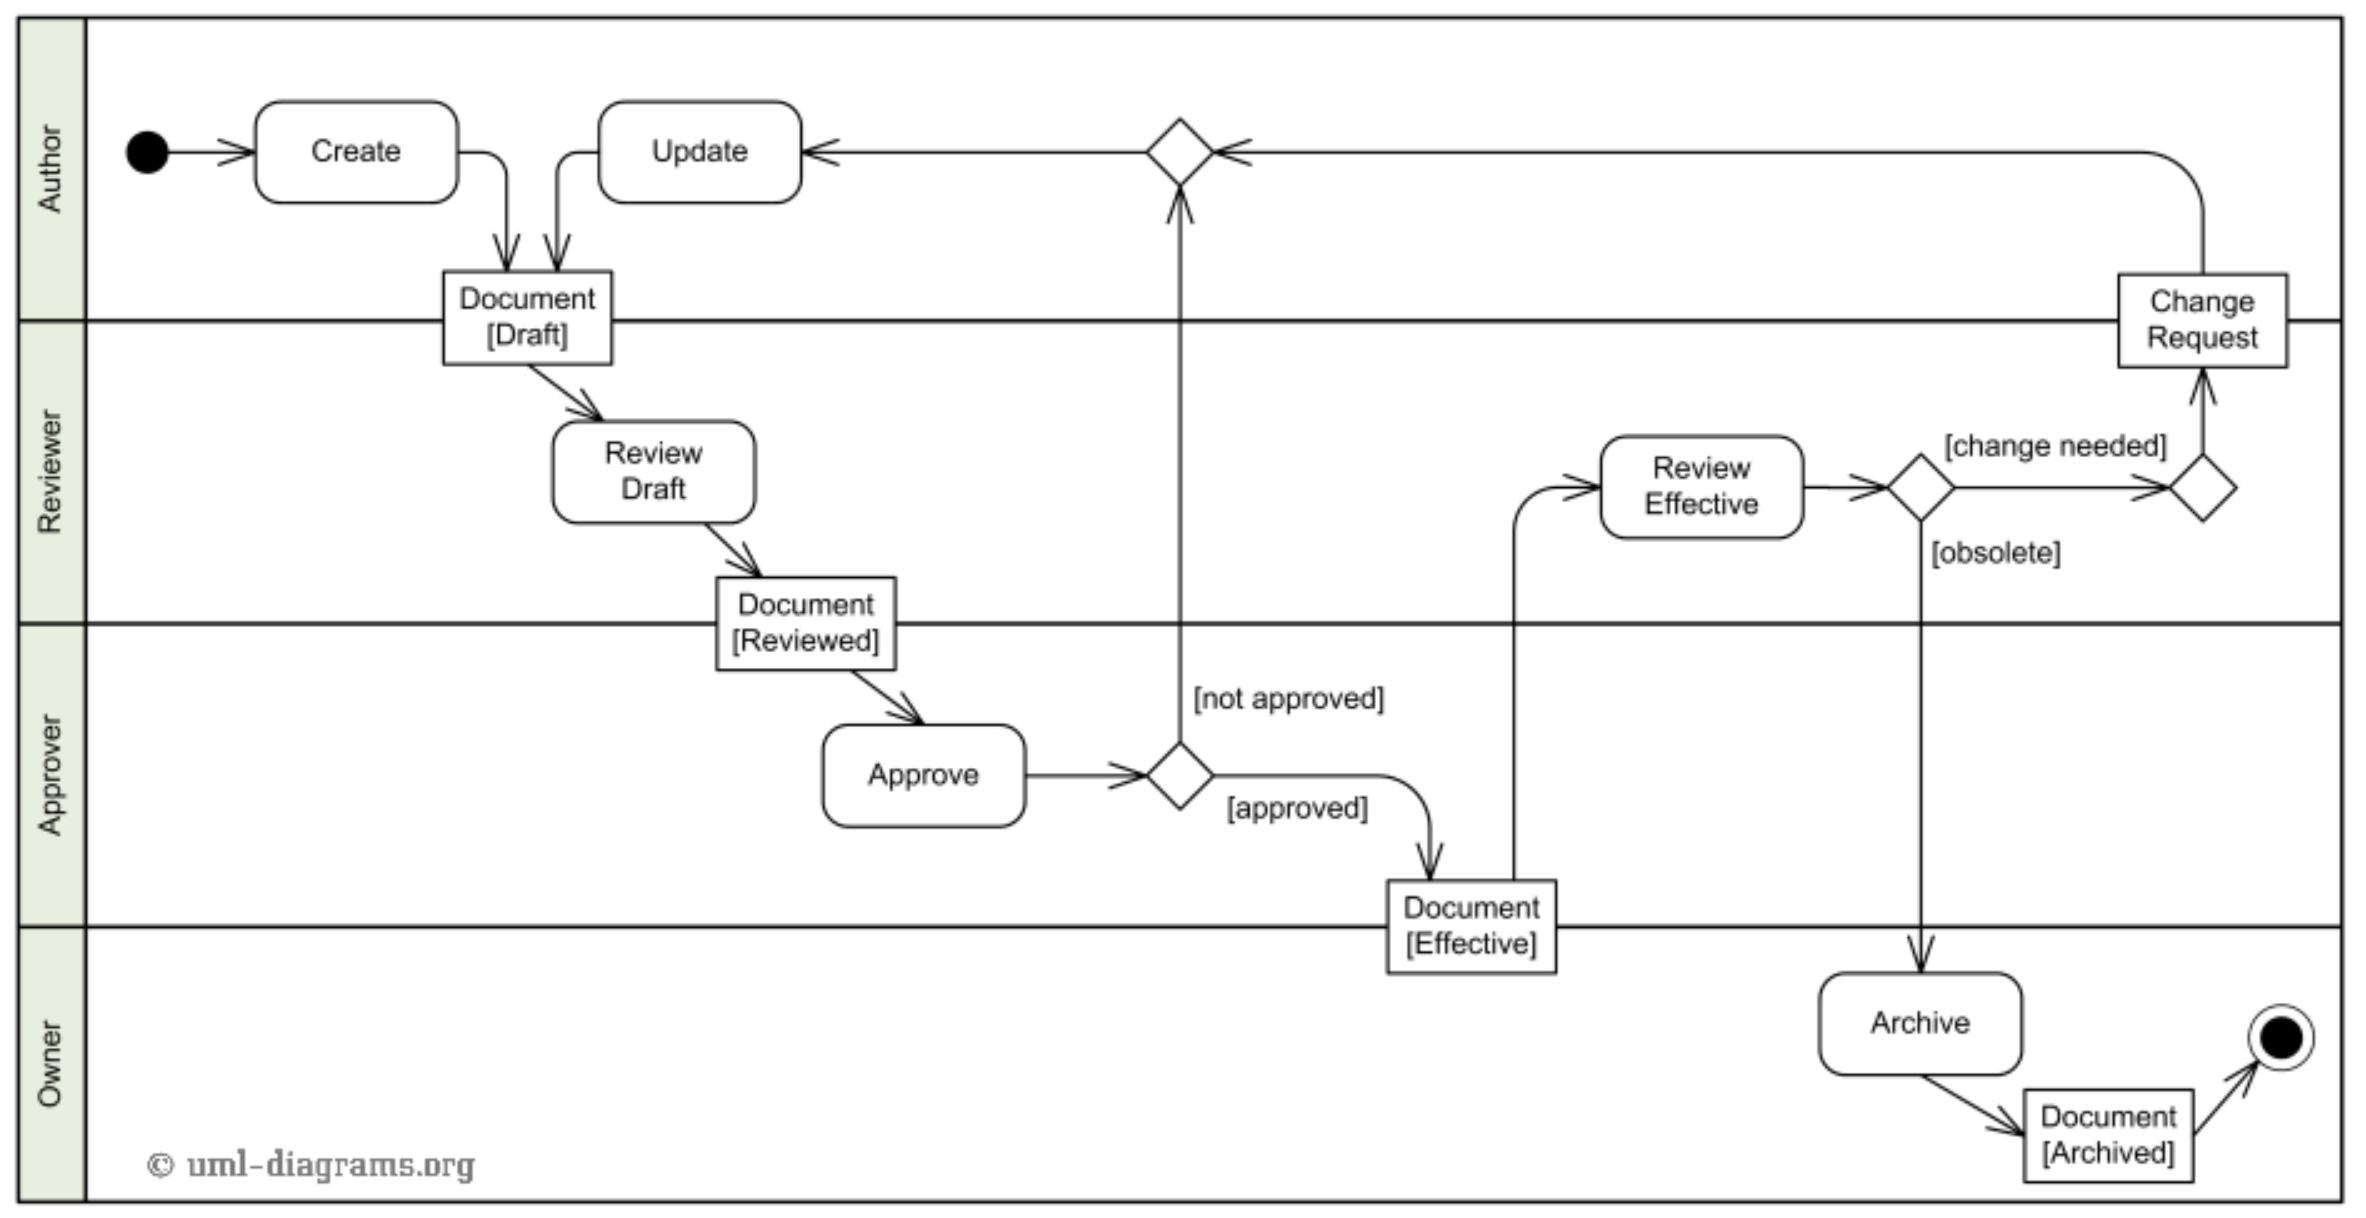 Author
Create
Update
Document
[Draft]
Change
Request
Reviewer
Review
Draft
Review
Effective
[change needed]
[obsolete]
Document
[Reviewed]
Approver
[not approved]
Approve
[approved]
Document
[Effective]
Owner
Archive
Document
[Archived]
© uml-diagrams.org